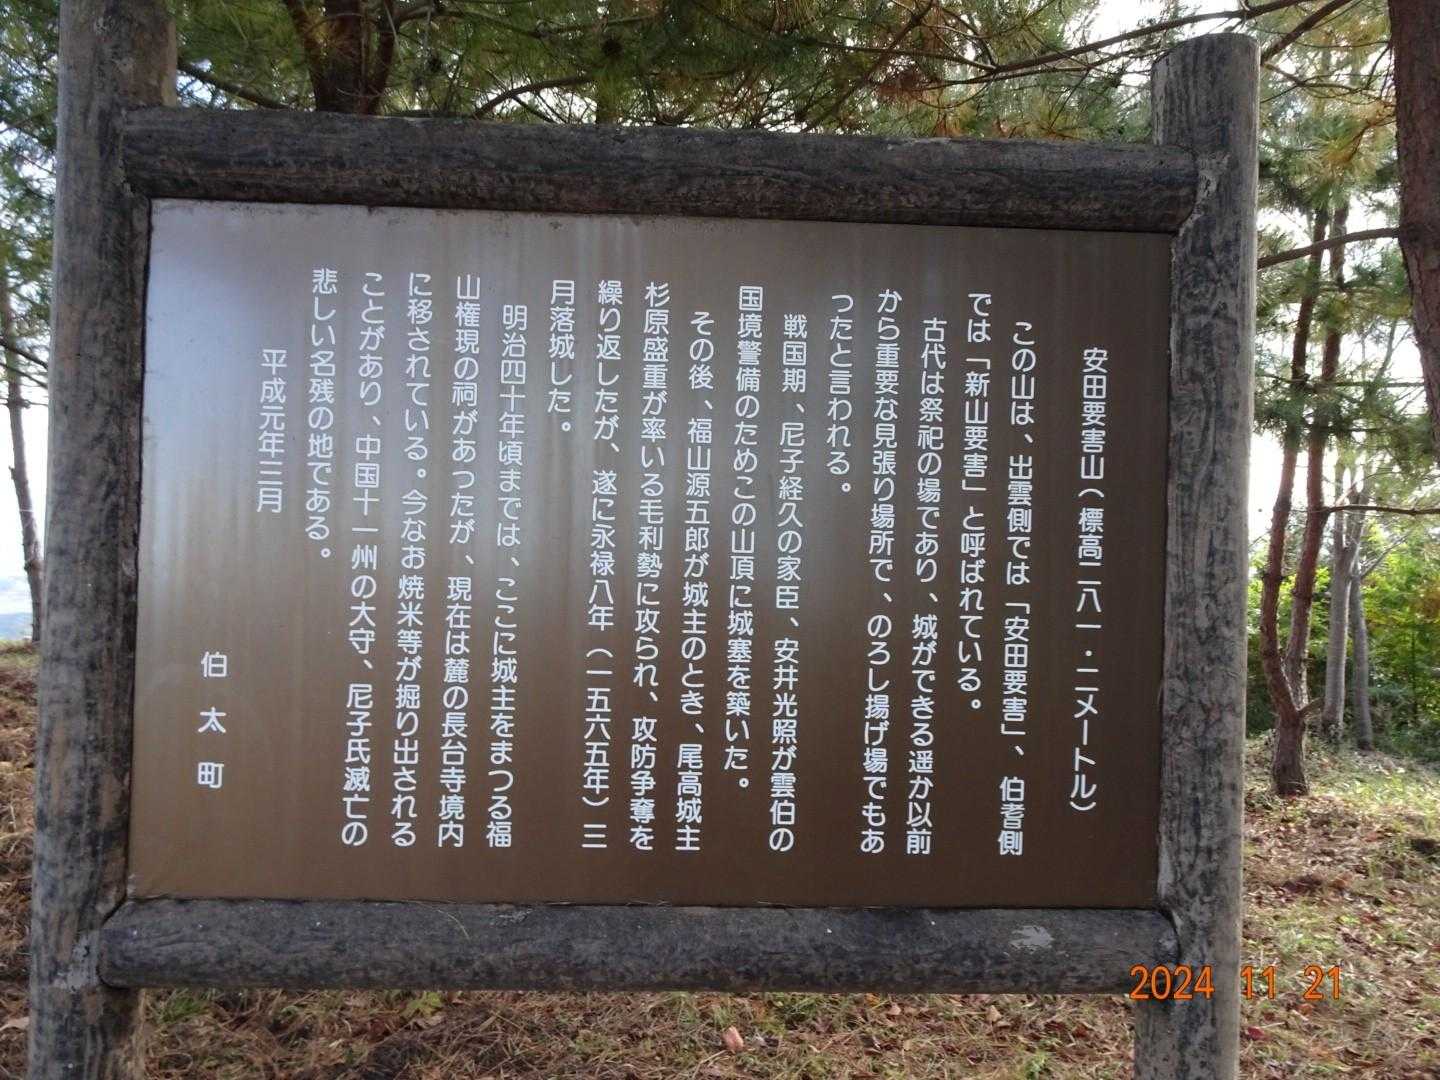 安田要害山(標高二八一・二メートル)
この山は、出雲側では「安田要害」、伯耆側
では「新山要害」と呼ばれている。
古代は祭祀の場であり、城ができる遥か以前
から重要な見張り場所で、のろし揚げ場でもあ
ったと言われる。
戦国期、尼子経久の家臣、安井光照が雲伯の
国境警備のためこの山頂に城塞を築いた。
その後、福山源五郎が城主のとき、尾高城主
杉原盛重が率いる毛利勢に攻られ、攻防争奪を
繰り返したが、遂に永禄八年(一五六五年)三
月落城した。
明治四十年頃までは、ここに城主をまつる福
山権現の祠があったが、現在は麓の長台寺境内
に移されている。今なお焼米等が掘り出される
ことがあり、中国十一州の大守、尼子氏滅亡の
悲しい名残の地である。
平成元年三月
伯太町
2024 11 21